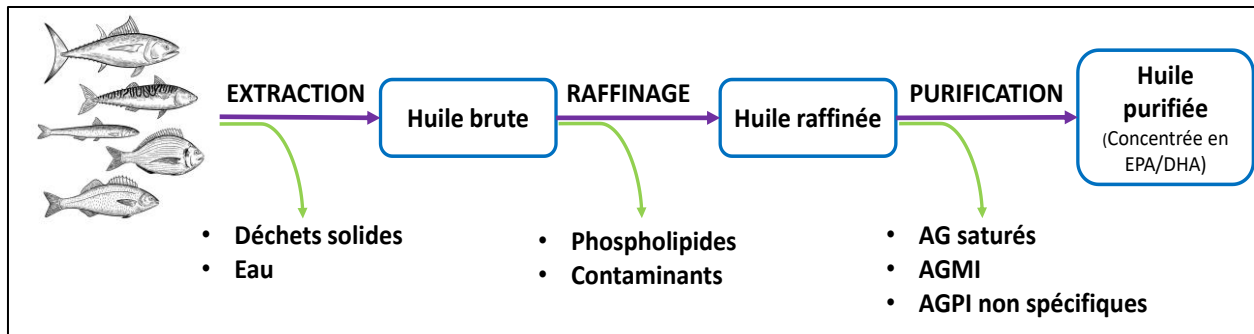 EXTRACTION
Huile brute
RAFFINAGE
Huile raffinée
PURIFICATION
Huile
purifiée
(Concentrée en
EPA/DHA)
• Déchets solides
• Eau
• Phospholipides
• Contaminants
• AG saturés
• AGMI
• AGPI non spécifiques